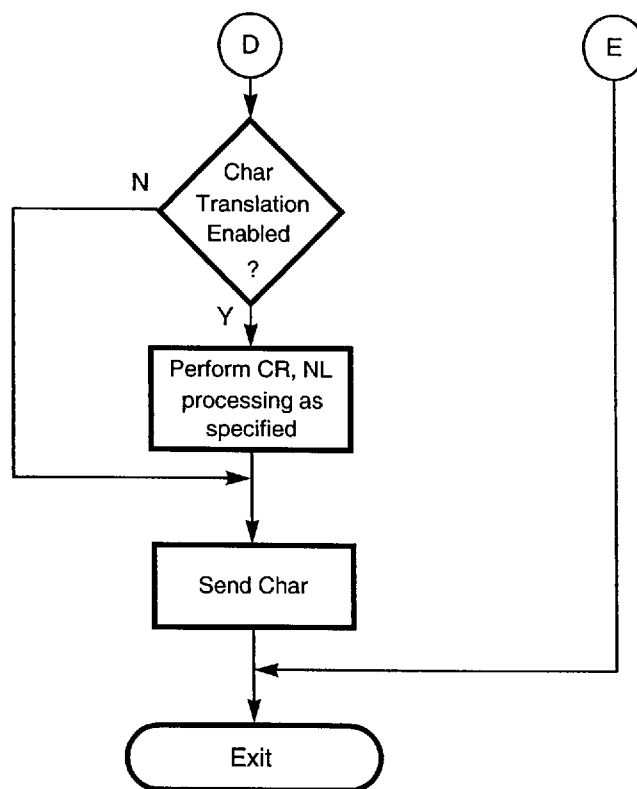 D
E
N
Char
Translation
Enabled
?
Y
Perform CR, NL
processing as
specified
Send Char
Exit